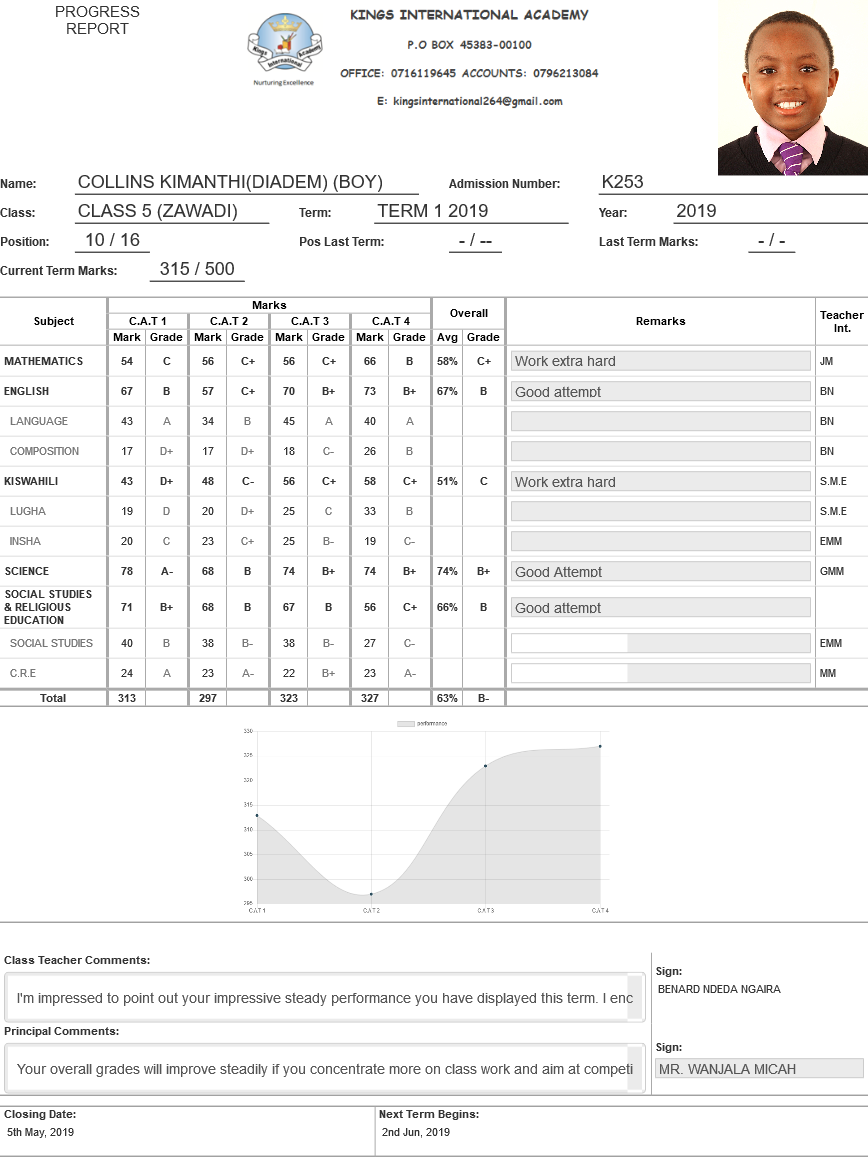 PROGRESS
REPORT
KINGS INTERNATIONAL ACADEMY
P.O BOX 45383-00100
OFFICE: 0716119645 ACCOUNTS: 0796213084
E: kingsinternational264@gmail.com
Kings International Academy
Nurturing Excellence
Name: COLLINS KIMANTHI(DIADEM) (BOY) Admission Number: K253
Class: CLASS 5 (ZAWADI) Term: TERM 1 2019 Year: 2019
Position: 10 / 16 Pos Last Term: - / -- Last Term Marks: - / -
Current Term Marks: 315 / 500
Subject Marks Overall Remarks Teacher Int.
C.A.T 1 C.A.T 2 C.A.T 3 C.A.T 4
Mark Grade Mark Grade Mark Grade Mark Grade Avg Grade
MATHEMATICS 54 C 56 C+ 56 C+ 66 B 58% C+ Work extra hard JM
ENGLISH 67 B 57 C+ 70 B+ 73 B+ 67% B Good attempt BN
LANGUAGE 43 A 34 B 45 A 40 A BN
COMPOSITION 17 D+ 17 D+ 18 C- 26 B BN
KISWAHILI 43 D+ 48 C- 56 C+ 58 C+ 51% C Work extra hard S.M.E
LUGHA 19 D 20 D+ 25 C 33 B S.M.E
INSHA 20 C 23 C+ 25 B- 19 C- EMM
SCIENCE 78 A- 68 B 74 B+ 74 B+ 74% B+ Good Attempt GMM
SOCIAL STUDIES
& RELIGIOUS
EDUCATION 71 B+ 68 B 67 B 56 C+ 66% B Good attempt
SOCIAL STUDIES 40 B 38 B- 38 B- 27 C- EMM
C.R.E 24 A 23 A- 22 B+ 23 A- MM
Total 313 297 323 327 63% B-
performance
330
325
320
315
310
305
300
295
C.A.T 1 C.A.T 2 C.A.T 3 C.A.T 4
Class Teacher Comments:
I'm impressed to point out your impressive steady performance you have displayed this term. I enc
Sign:
BENARD NDEDA NGAIRA
Principal Comments:
Your overall grades will improve steadily if you concentrate more on class work and aim at competi
Sign:
MR. WANJALA MICAH
Closing Date: Next Term Begins:
5th May, 2019 2nd Jun, 2019